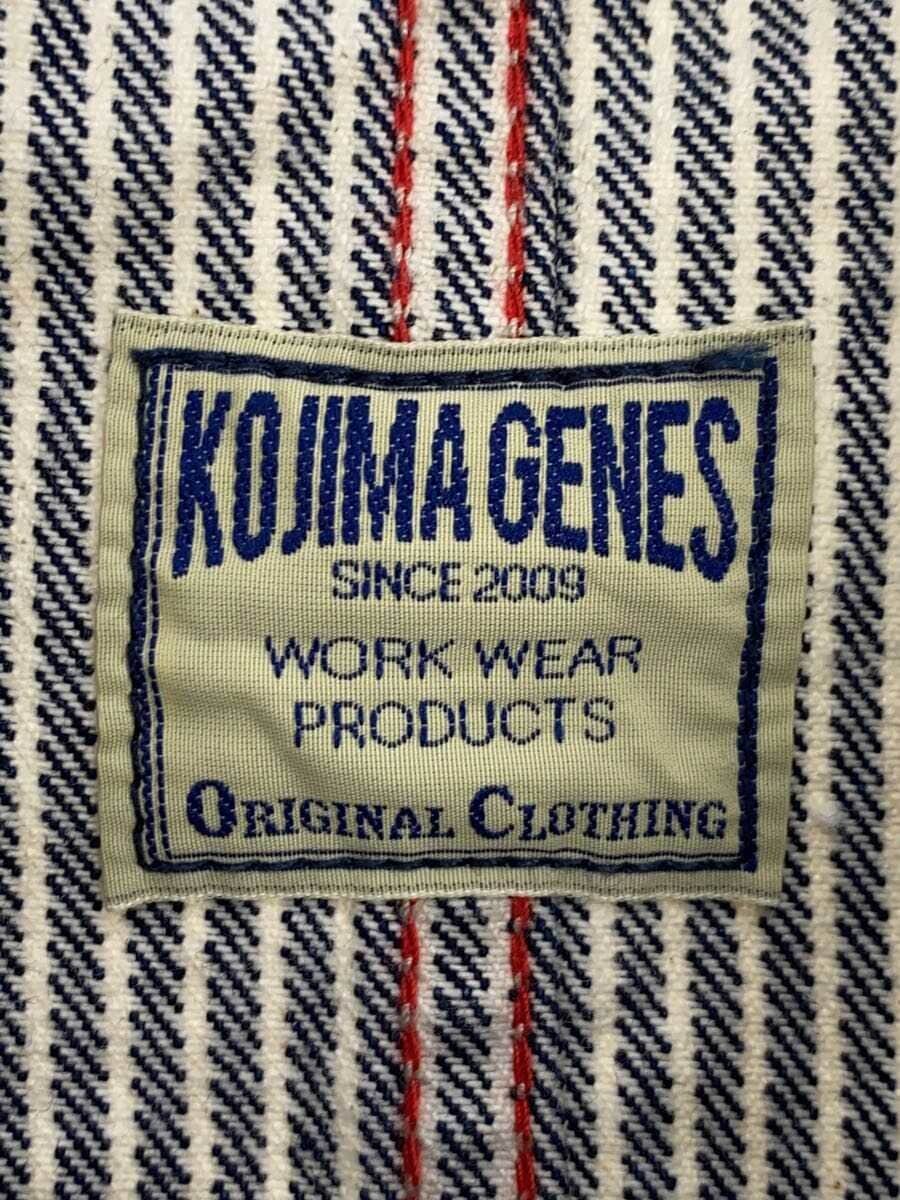 KOJIMA GENES
SINCE 2009
WORK WEAR
PRODUCTS
ORIGINAL CLOTHING